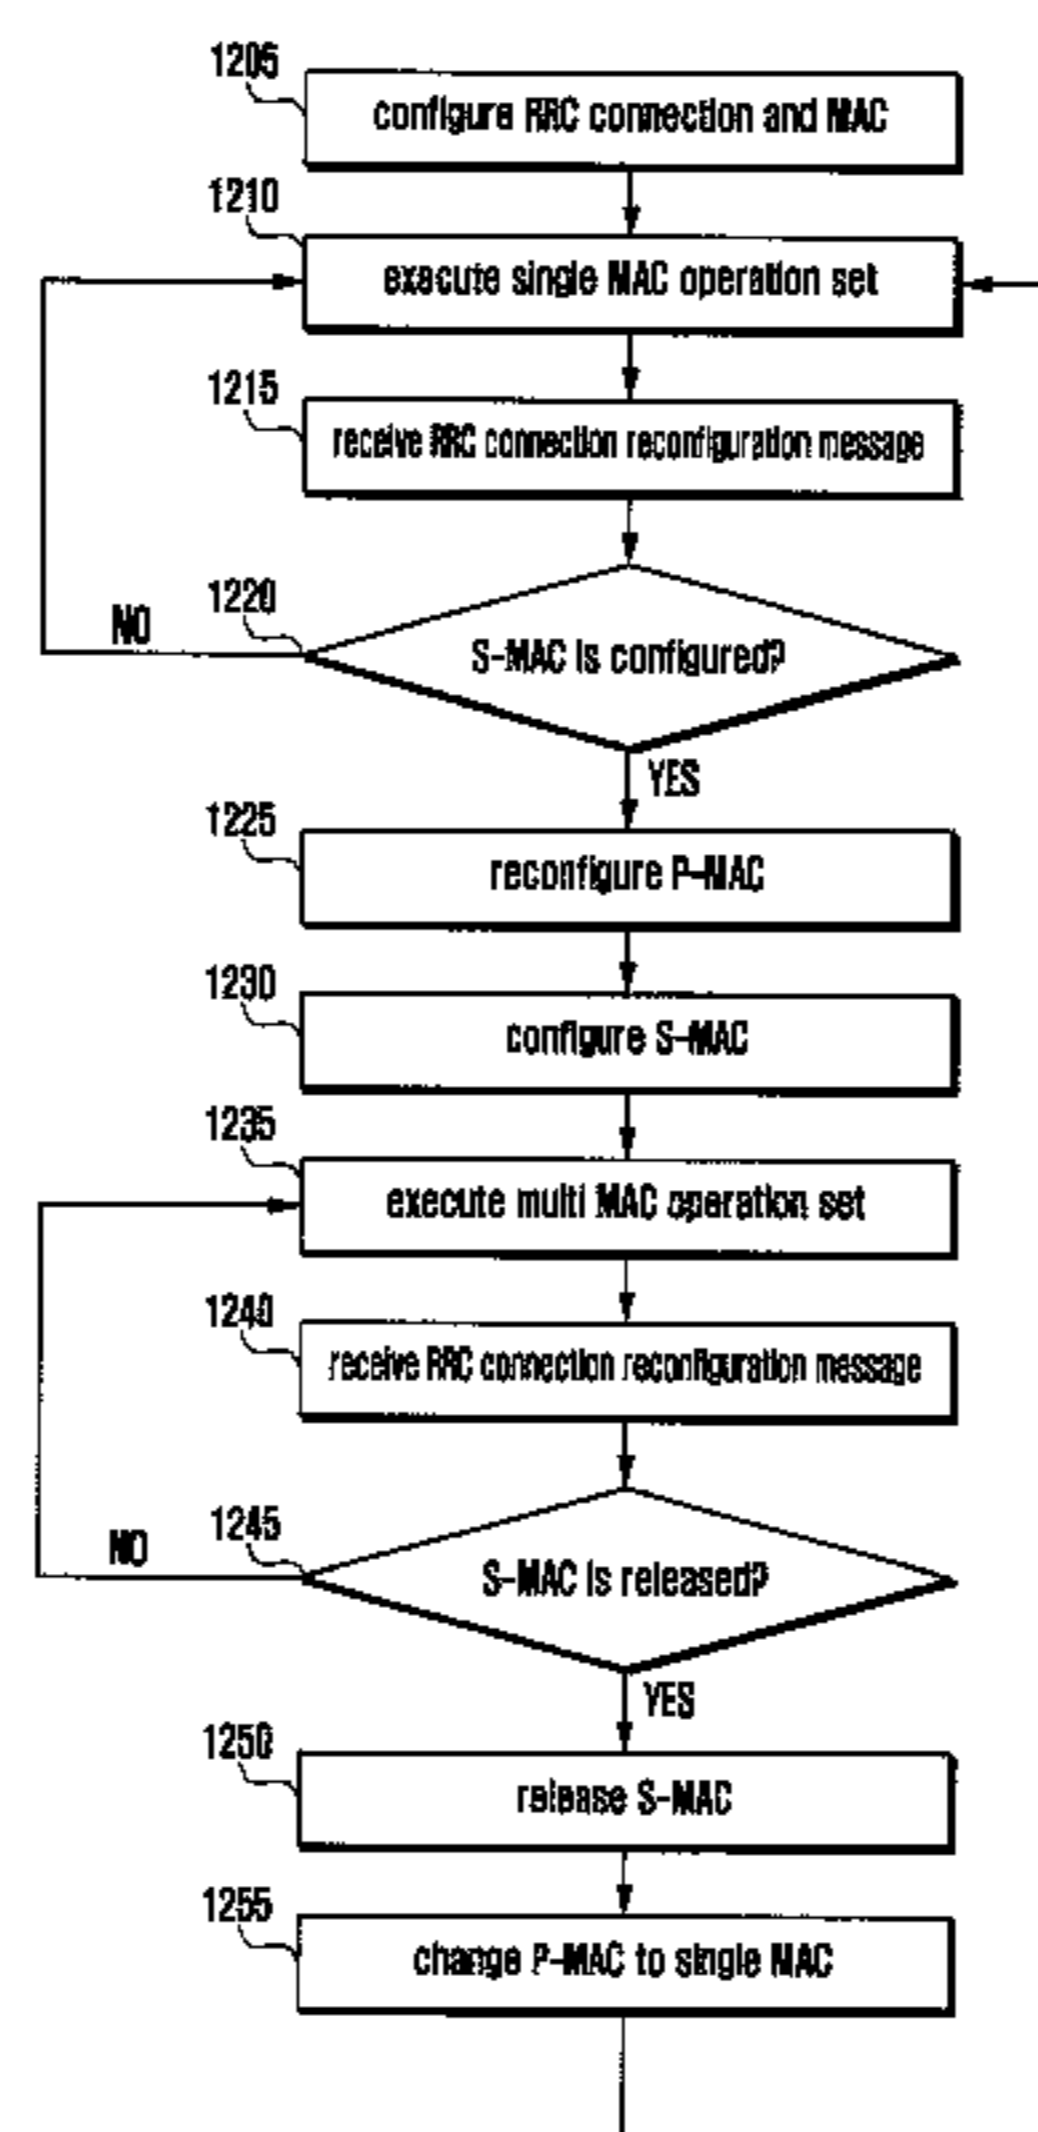 1205
configure RRC connection and MAC
1210
execute single MAC operation set
1215
receive RRC connection reconfiguration message
1220
NO
S-MAC is configured?
YES
1225
reconfigure P-MAC
1230
configure S-MAC
1235
execute multi MAC operation set
1240
receive RRC connection reconfiguration message
1245
NO
S-MAC is released?
YES
1250
release S-MAC
1255
change P-MAC to single MAC